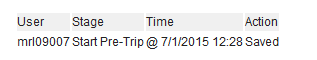 User Stage Time Action
mrl09007 Start Pre-Trip @ 7/1/2015 12:28 Saved